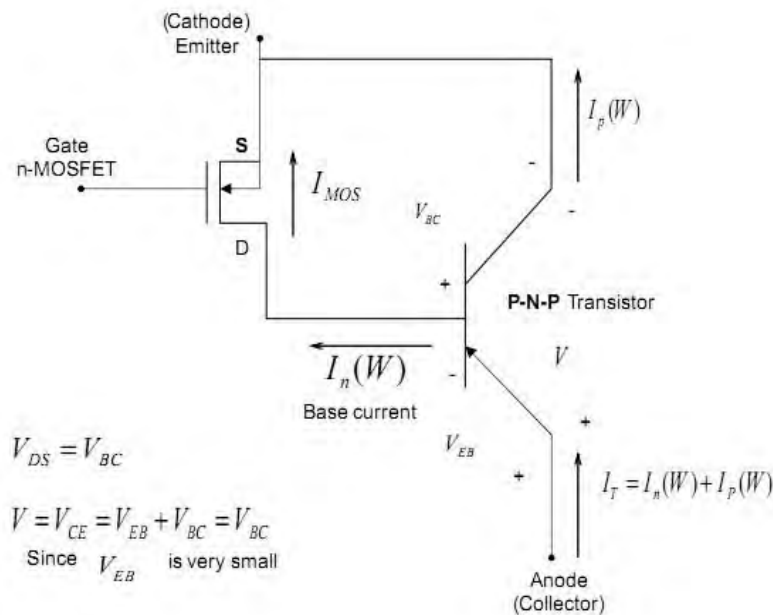 (Cathode)
Emitter
I_p(W)
Gate
n-MOSFET
S
I_MOS
-
-
V_BC
D
+
P-N-P Transistor
I_n(W)
-
V
Base current
+
V_EB
V_DS = V_BC
+
I_T = I_n(W) + I_P(W)
V = V_CE = V_EB + V_BC = V_BC
Since V_EB is very small
Anode
(Collector)